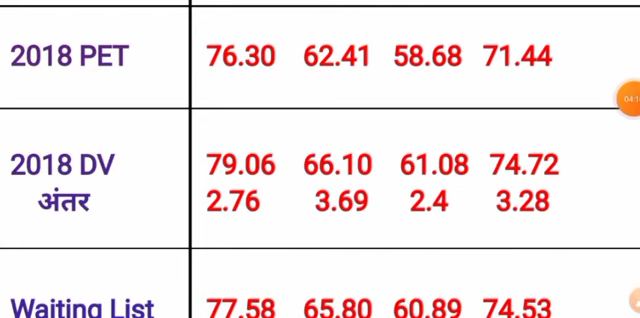 2018 PET 76.30 62.41 58.68 71.44
2018 DV 79.06 66.10 61.08 74.72
अंतर 2.76 3.69 2.4 3.28
Waiting List 77.58 65.80 60.89 74.53